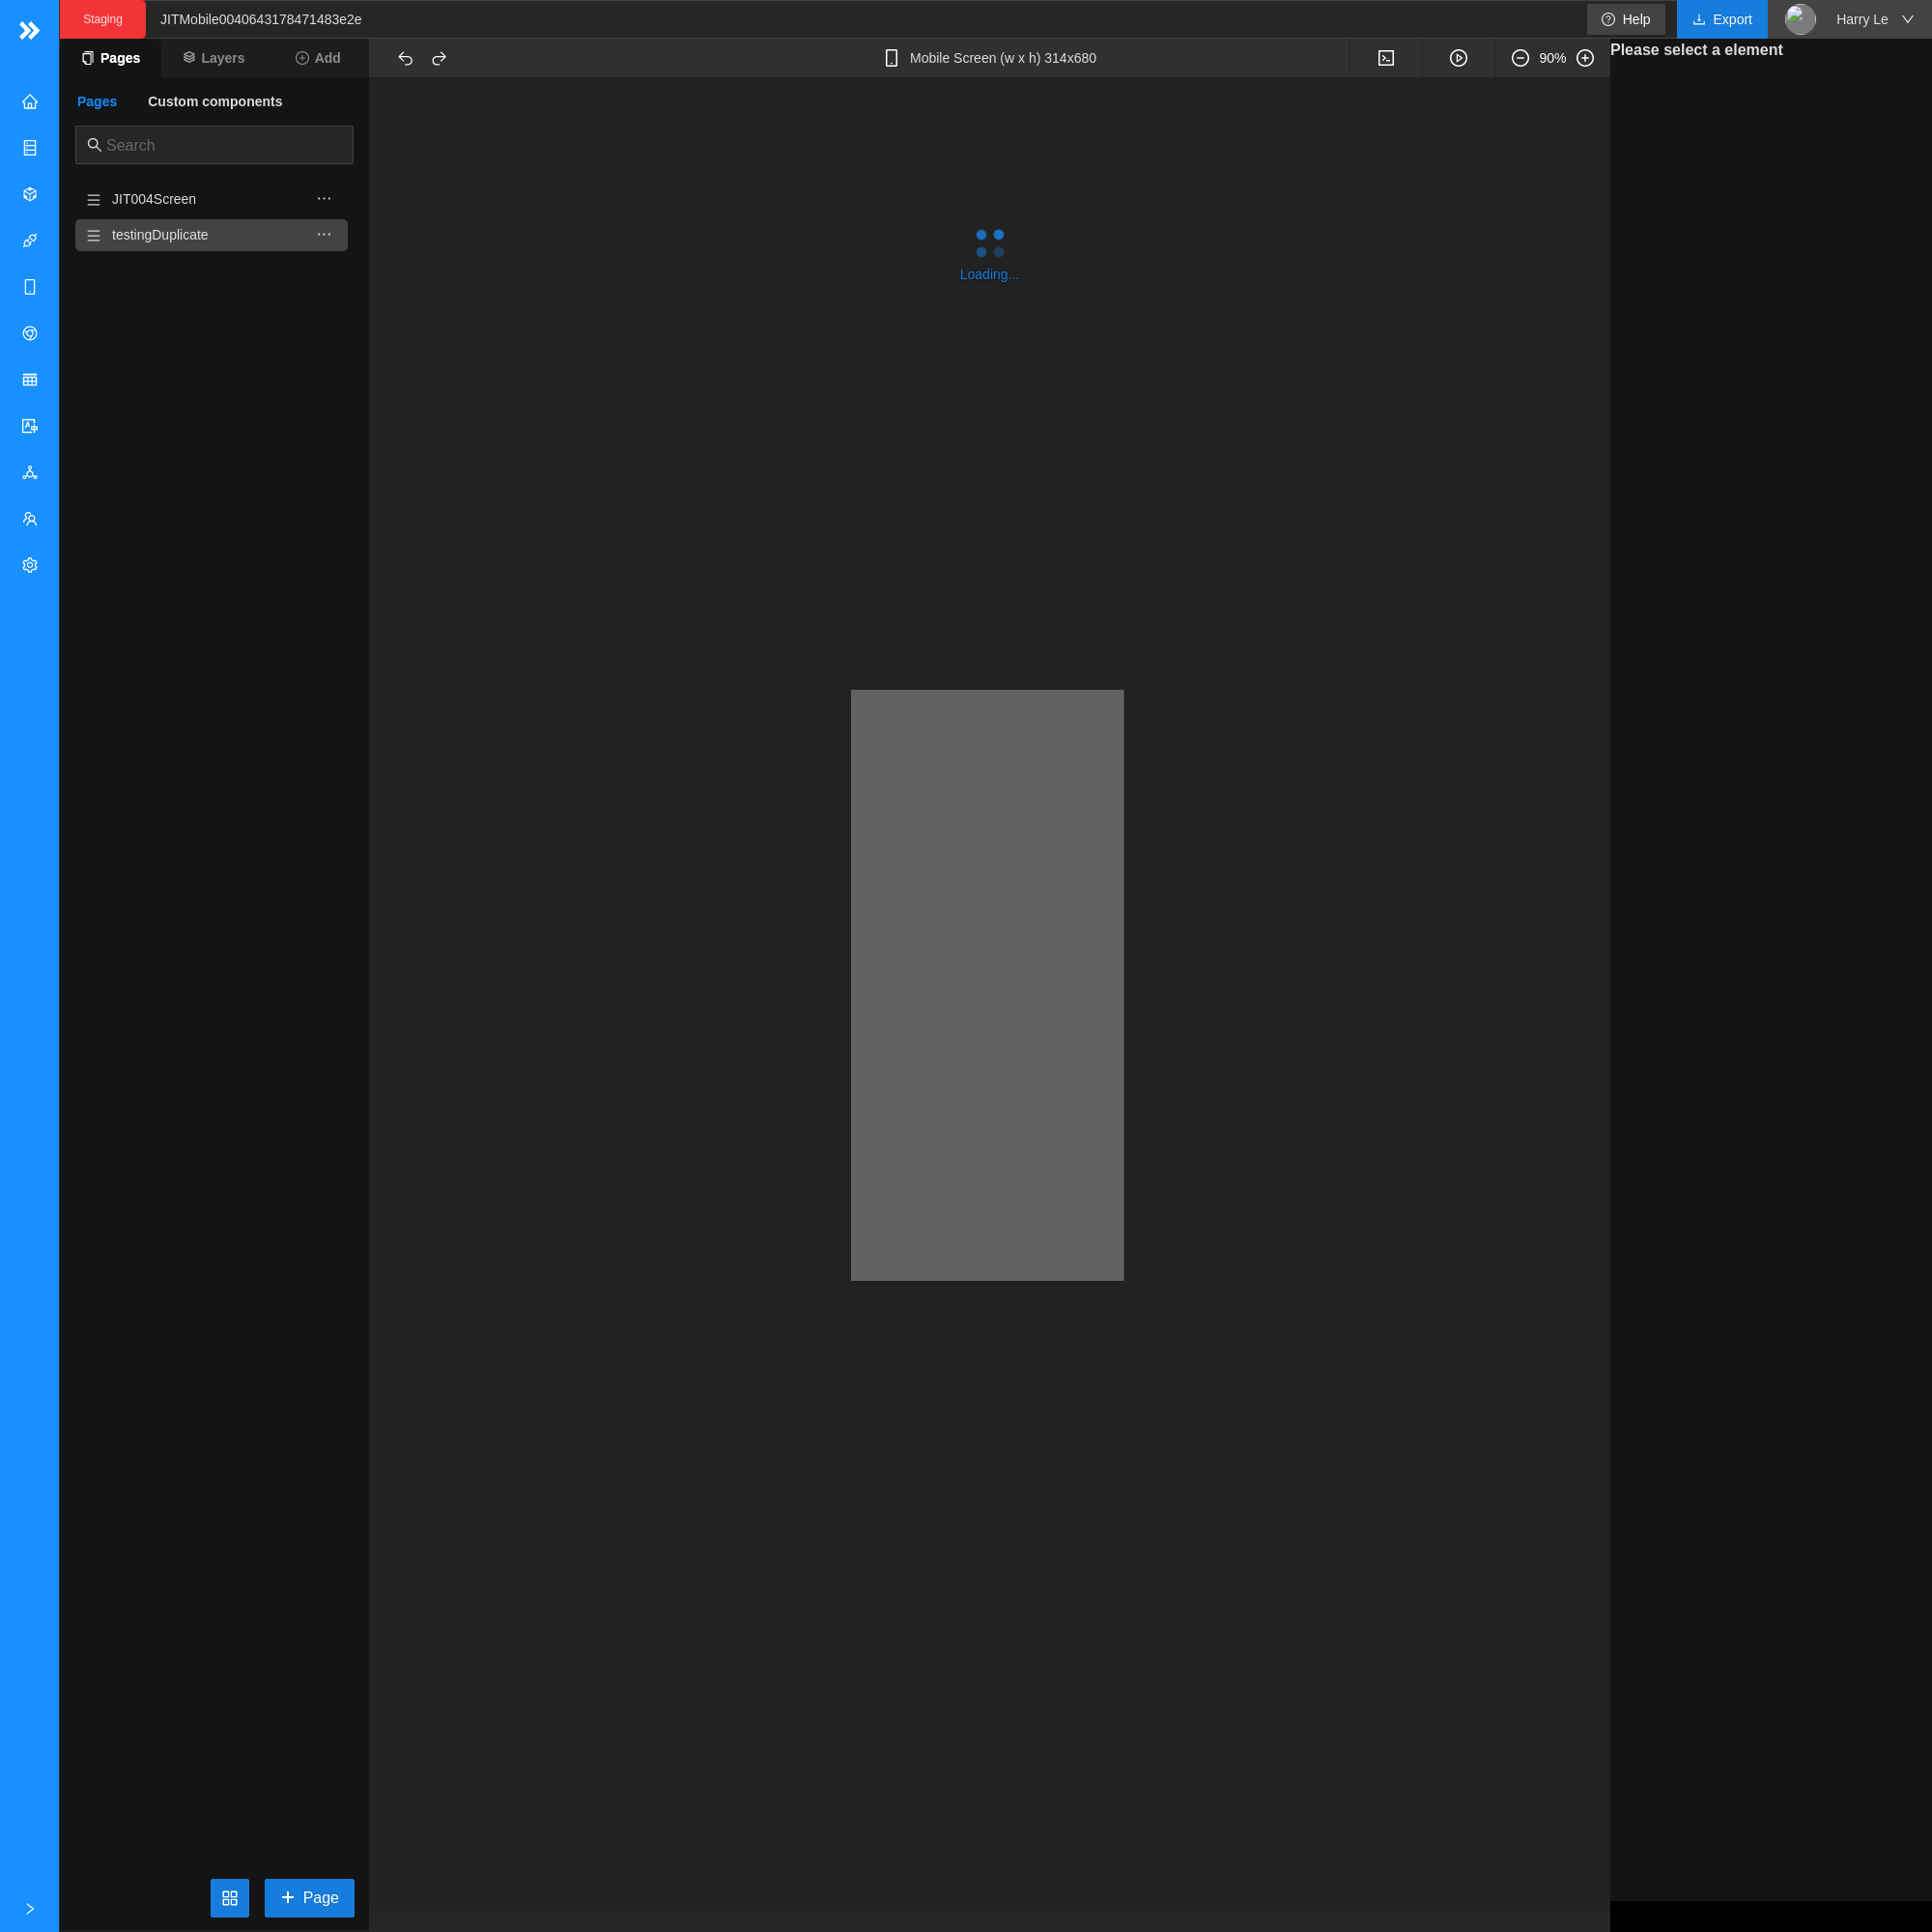 Staging
JITMobile0040643178471483e2e
Help
Export
Harry Le
Pages
Layers
Add
Mobile Screen (w x h) 314x680
90%
Please select a element
Pages
Custom components
Search
JIT004Screen
testingDuplicate
Loading...
Page